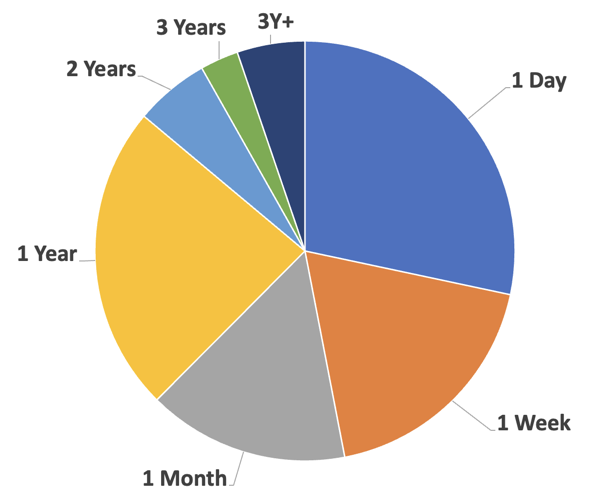 3Y+
3 Years
2 Years
1 Day
1 Year
1 Week
1 Month